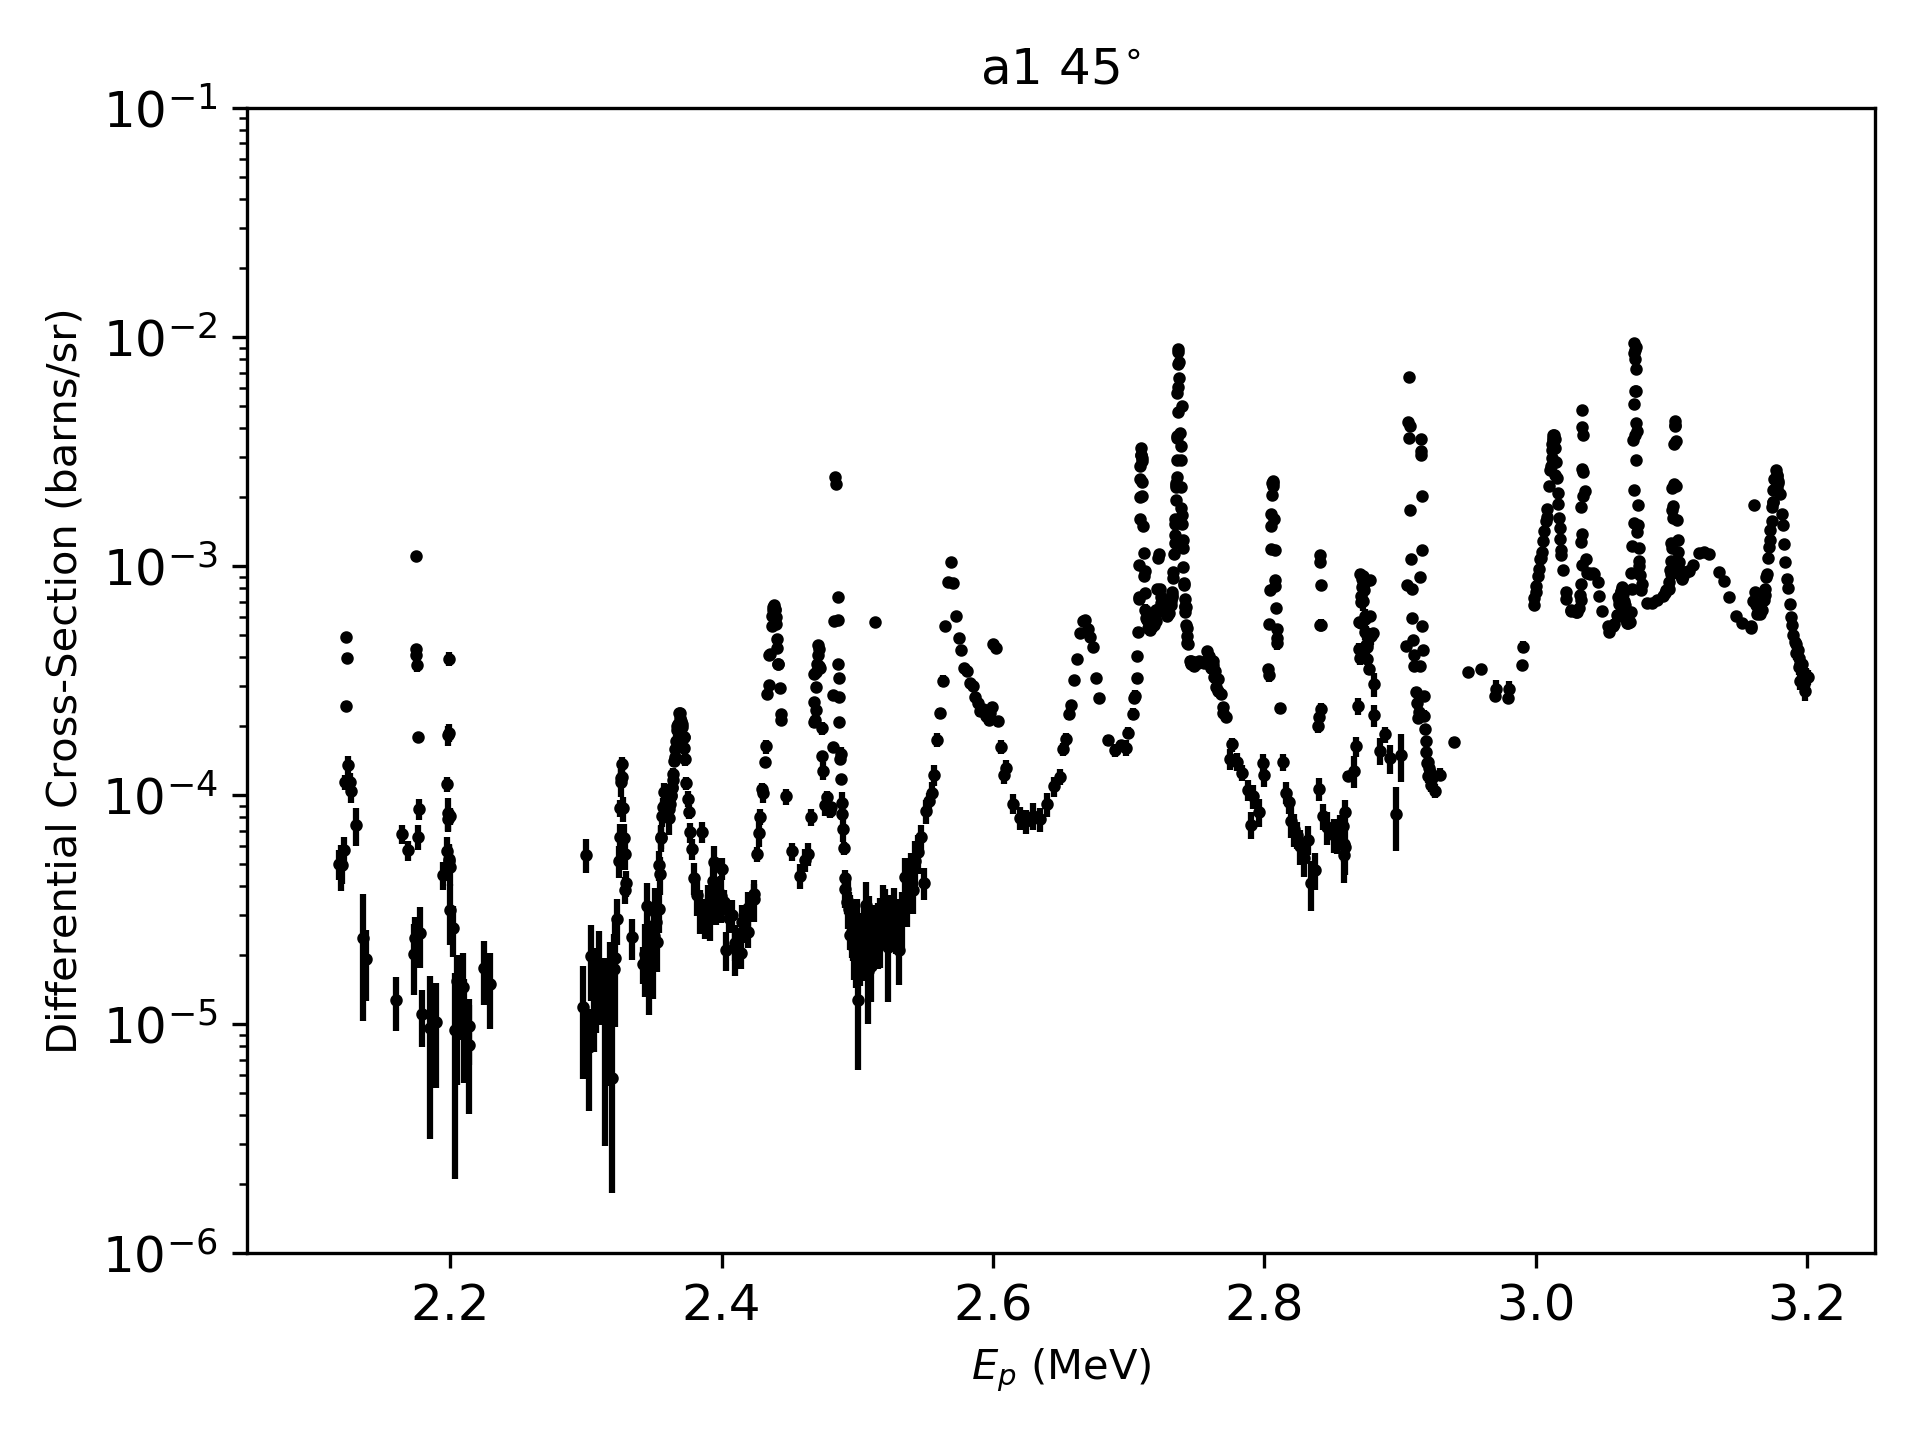 a1 45°
10⁻¹
10⁻²
10⁻³
10⁻⁴
10⁻⁵
10⁻⁶
Differential Cross-Section (barns/sr)
2.2 2.4 2.6 2.8 3.0 3.2
Eₚ (MeV)